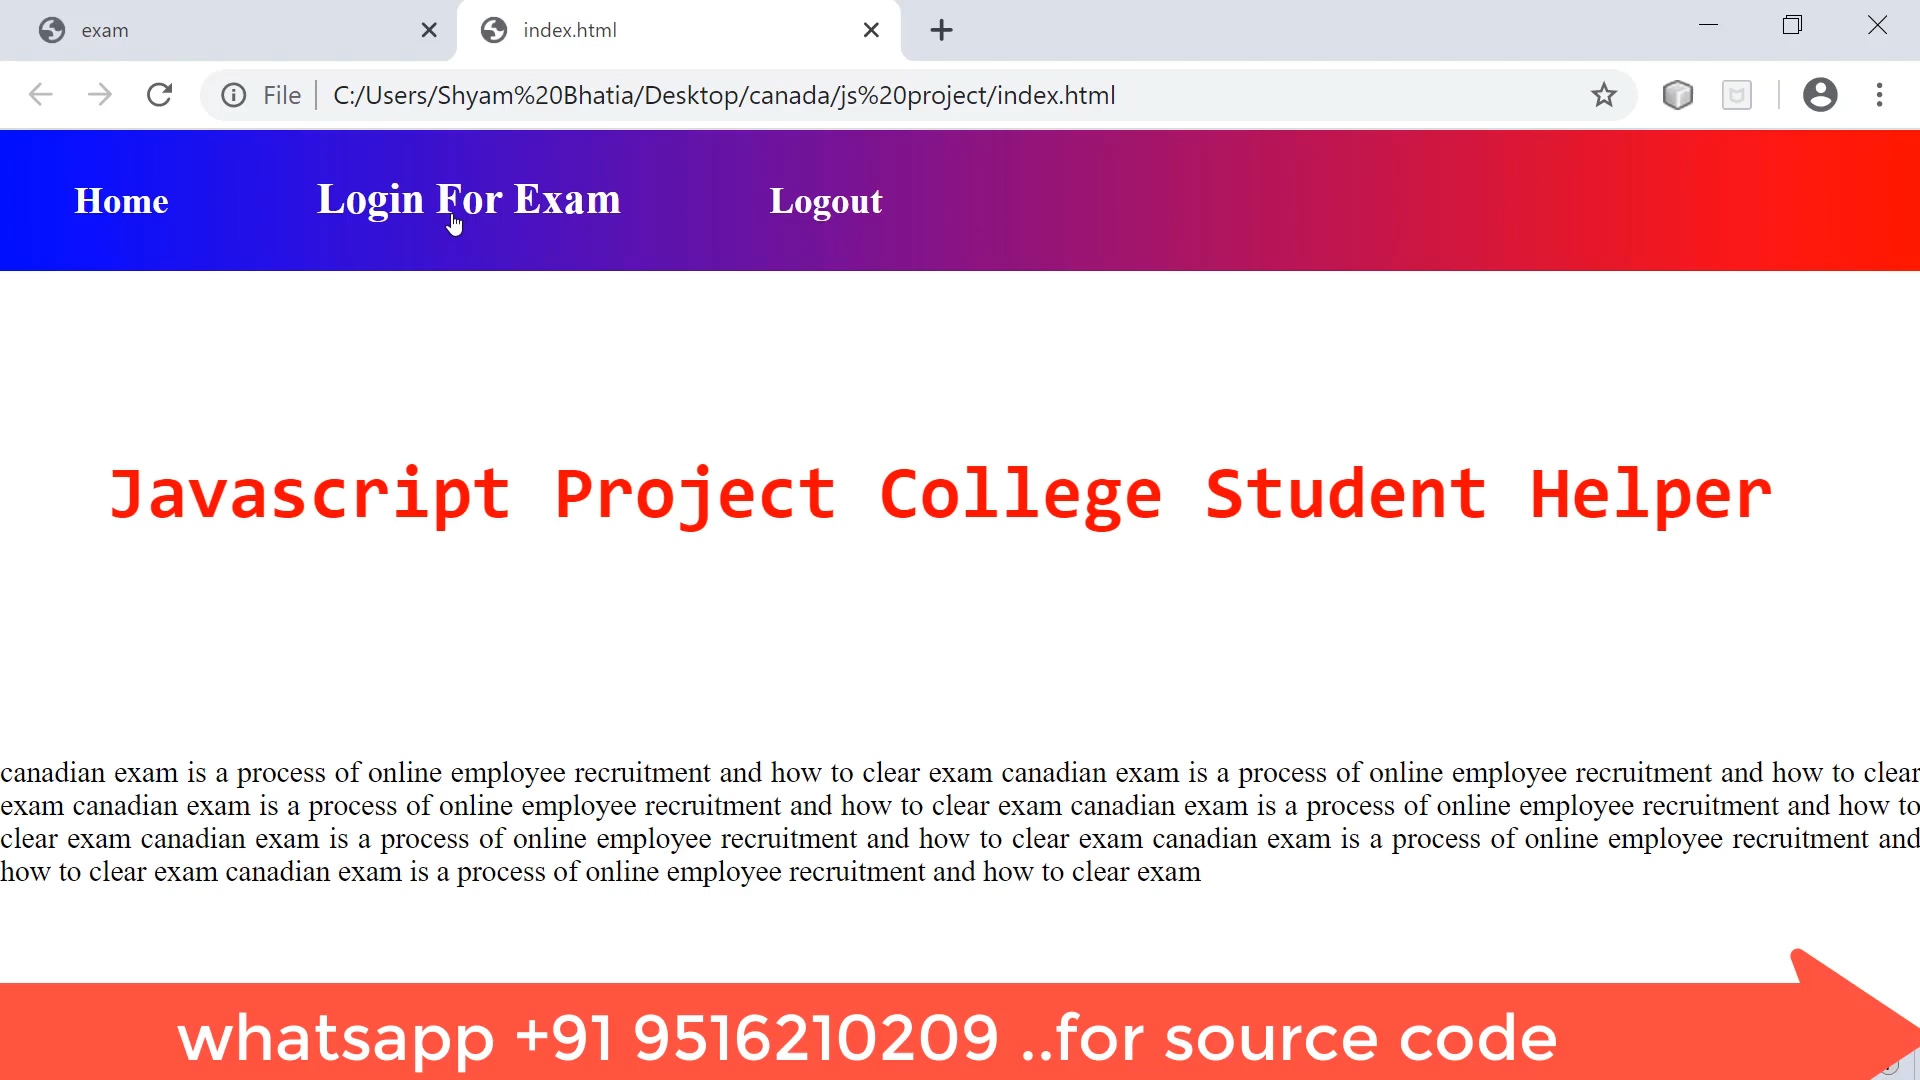 exam
index.html
File
C:/Users/Shyam%20Bhatia/Desktop/canada/js%20project/index.html
Home
Login For Exam
Logout
Javascript Project College Student Helper
canadian exam is a process of online employee recruitment and how to clear exam canadian exam is a process of online employee recruitment and how to clear
exam canadian exam is a process of online employee recruitment and how to clear exam canadian exam is a process of online employee recruitment and how to
clear exam canadian exam is a process of online employee recruitment and how to clear exam canadian exam is a process of online employee recruitment and
how to clear exam canadian exam is a process of online employee recruitment and how to clear exam
whatsapp +91 9516210209 ..for source code